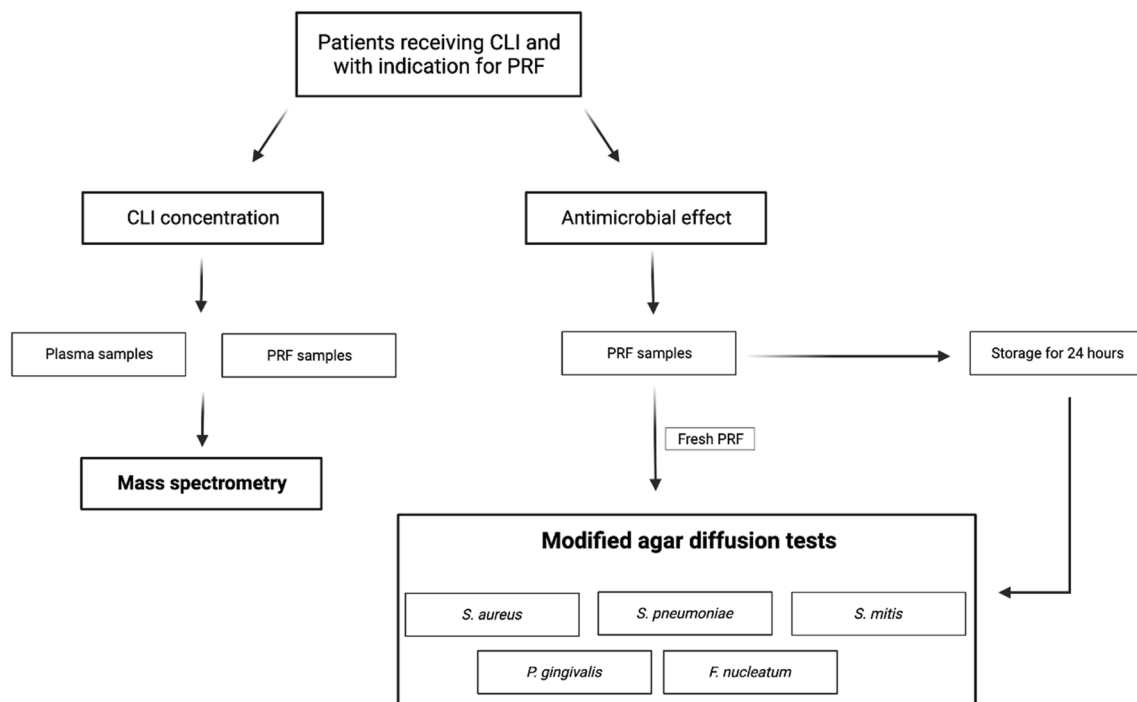 Patients receiving CLI and
with indication for PRF
CLI concentration
Antimicrobial effect
Plasma samples
PRF samples
PRF samples
Storage for 24 hours
Fresh PRF
Mass spectrometry
Modified agar diffusion tests
S. aureus
S. pneumoniae
S. mitis
P. gingivalis
F. nucleatum